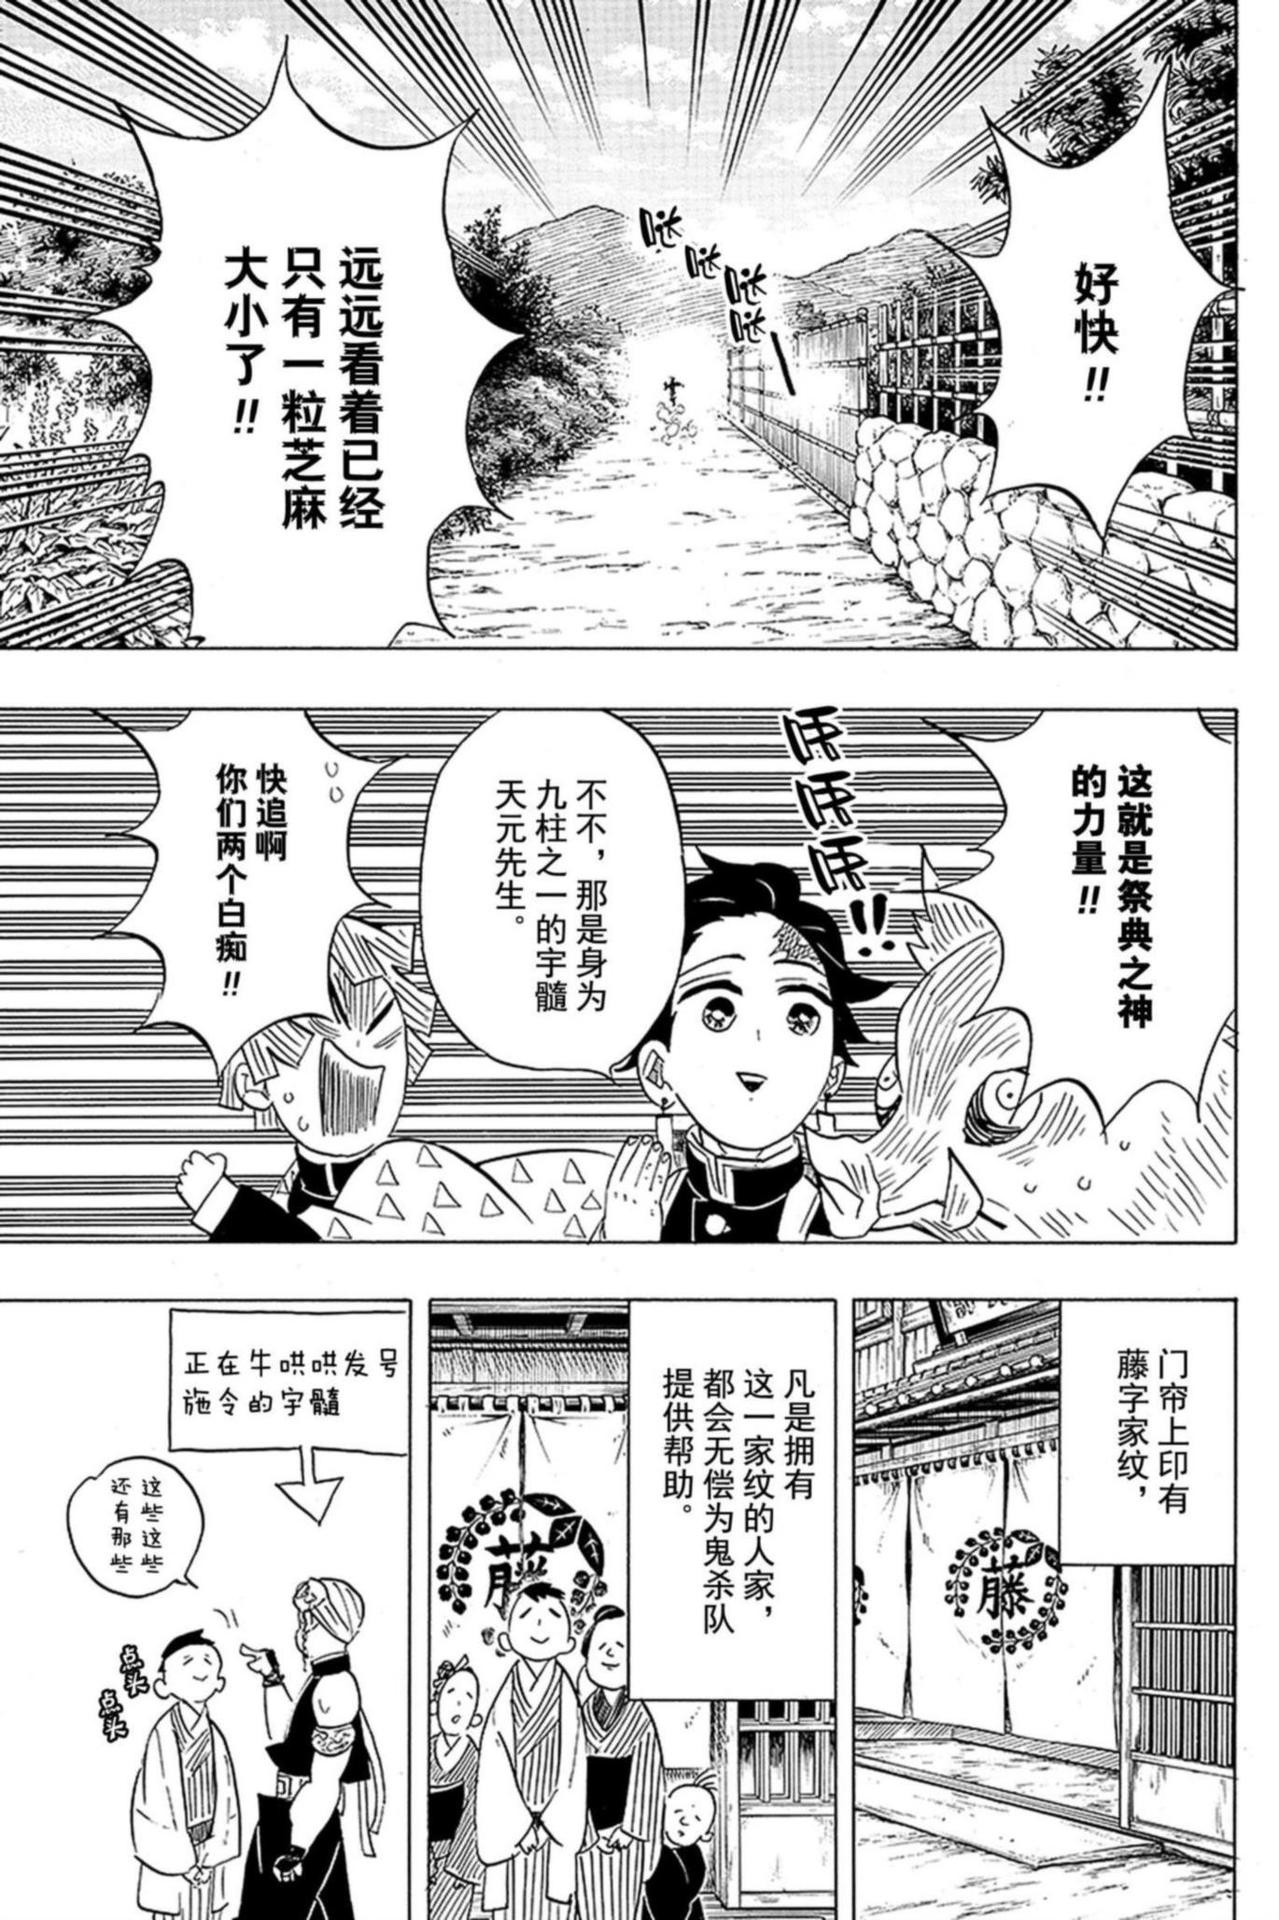 好快!!
远远看着已经
只有一粒芝麻
大小了!!
哒
哒
哒
哒
这就是祭典之神
的力量!!
不不，那是身为
九柱之一的宇髓
天元先生。
快追啊
你们两个白痴!!
门帘上印有
藤字家纹，
藤
凡是拥有
这一家纹的人家，
都会无偿为鬼杀队
提供帮助。
藤
正在牛哄哄发号
施令的宇髓
这些这些
还有那些
点头
点头